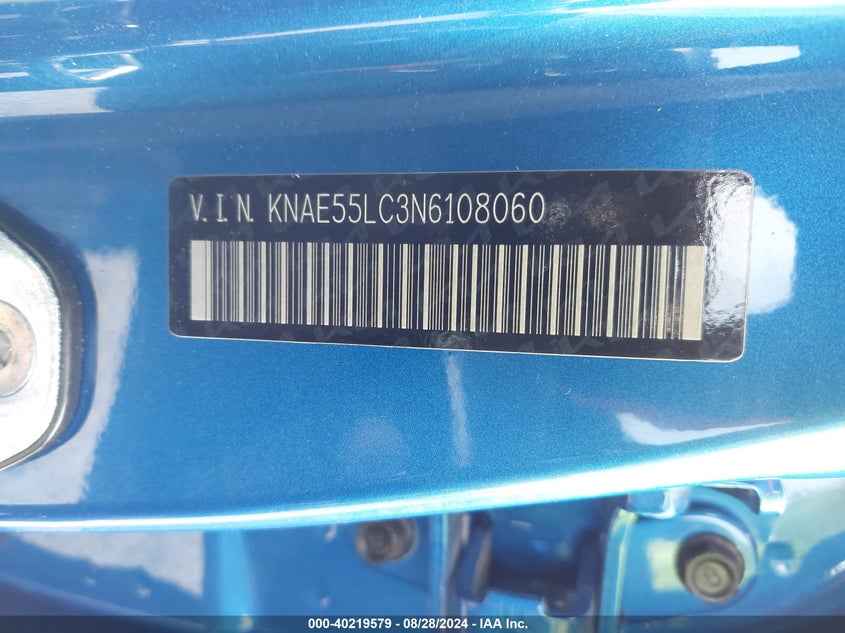 V.I.N. KNAE55LC3N6108060
000-40219579 | 08/28/2024 | IAA Inc.